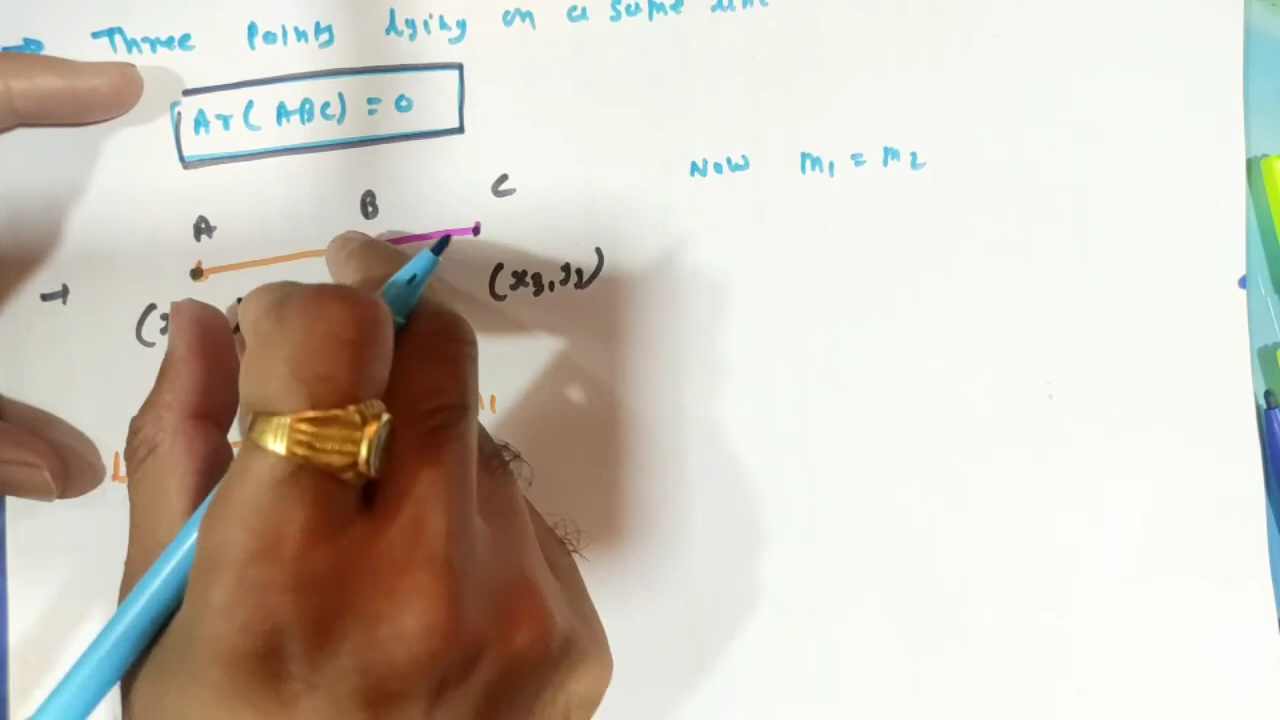 → Three Points lying on a same
Ar( ABC) = 0
Now m₁ = m₂
A B C
→ (x₃,y₃)